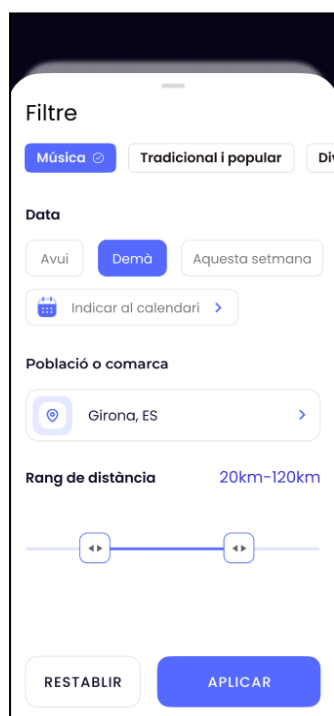 Filtre
Música Tradicional i popular Di
Data
Avui Demà Aquesta setmana
Indicar al calendari
Població o comarca
Girona, ES
Rang de distància 20km-120km
RESTABLIR APLICAR